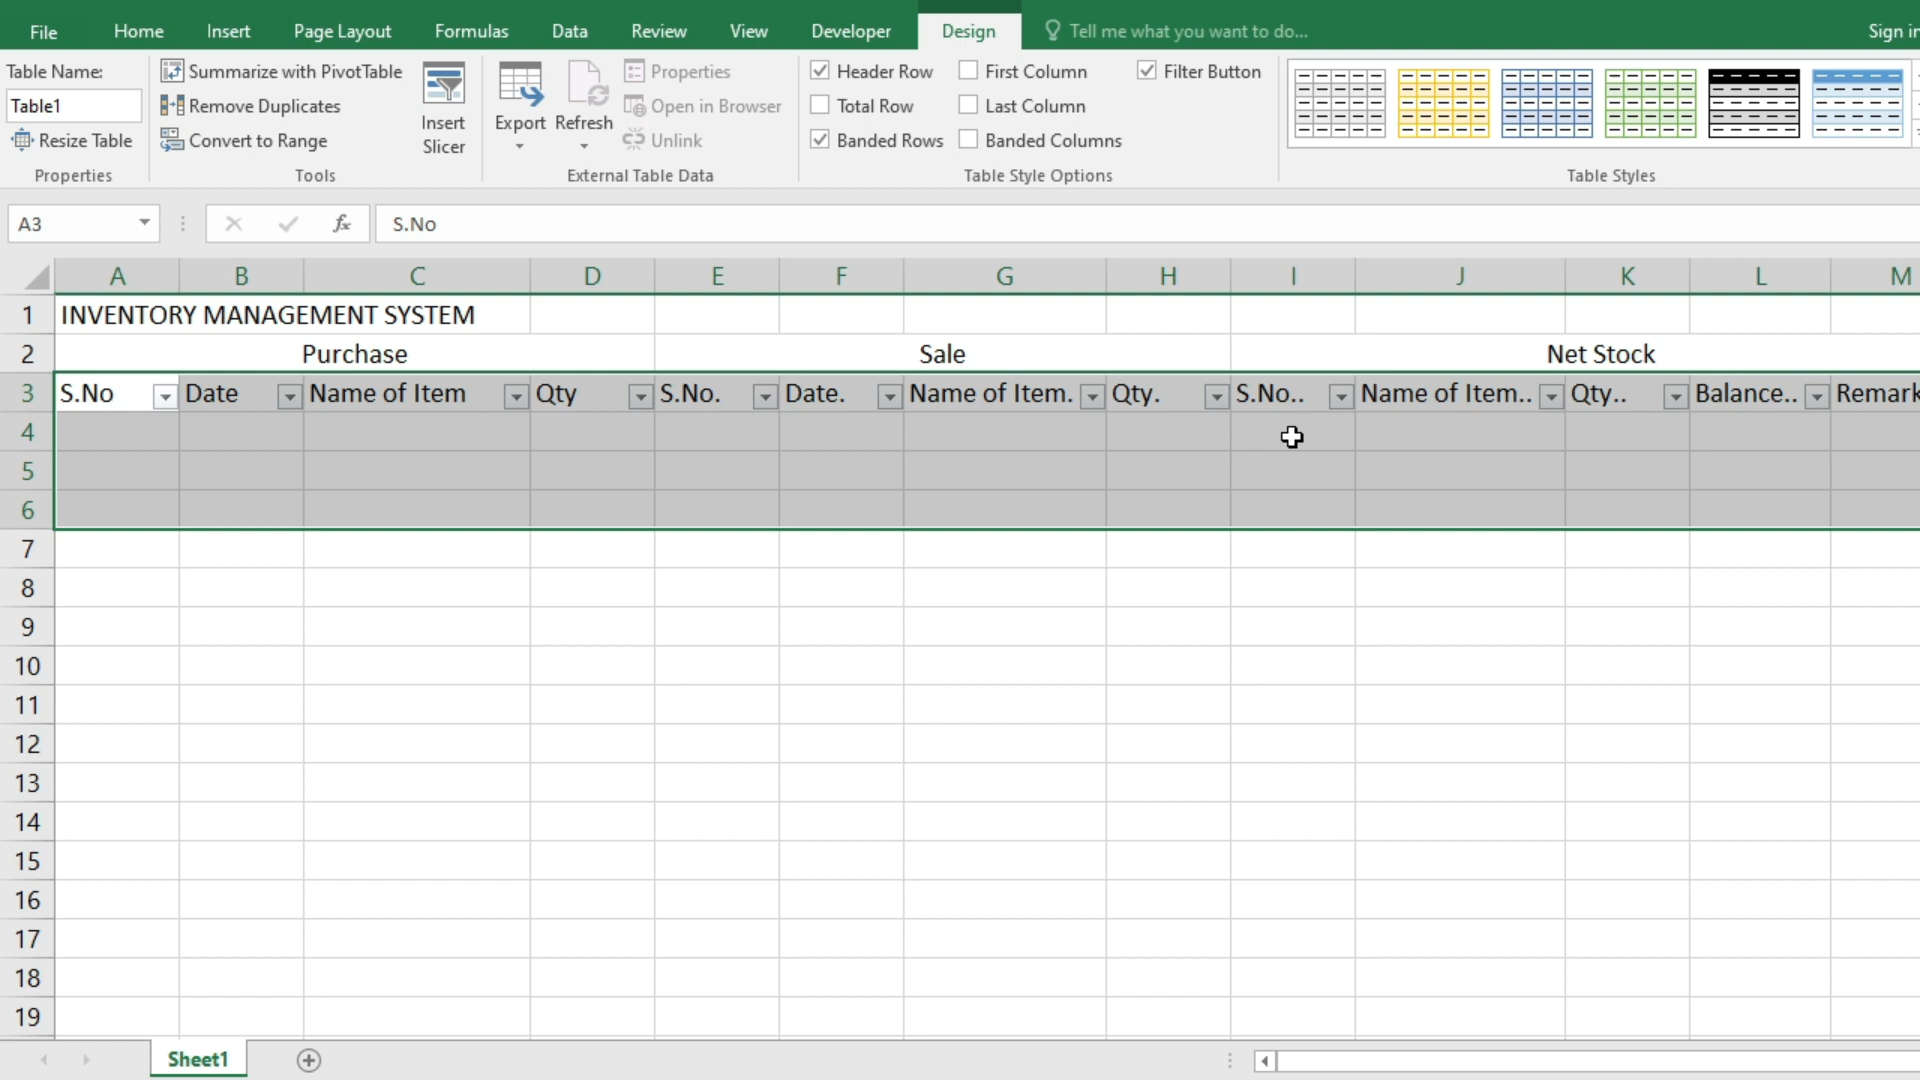 File Home Insert Page Layout Formulas Data Review View Developer Design Tell me what you want to do... Sign in
Table Name:
Table1
Resize Table
Properties
Summarize with PivotTable
Remove Duplicates
Convert to Range
Tools
Insert
Slicer
Export
Refresh
Properties
Open in Browser
Unlink
External Table Data
Header Row
Total Row
Banded Rows
First Column
Last Column
Banded Columns
Filter Button
Table Style Options
Table Styles
A3 fx S.No
A B C D E F G H I J K L M
1 INVENTORY MANAGEMENT SYSTEM
2 Purchase Sale Net Stock
3 S.No Date Name of Item Qty S.No. Date. Name of Item. Qty. S.No.. Name of Item.. Qty.. Balance.. Remark
4
5
6
7
8
9
10
11
12
13
14
15
16
17
18
19
Sheet1